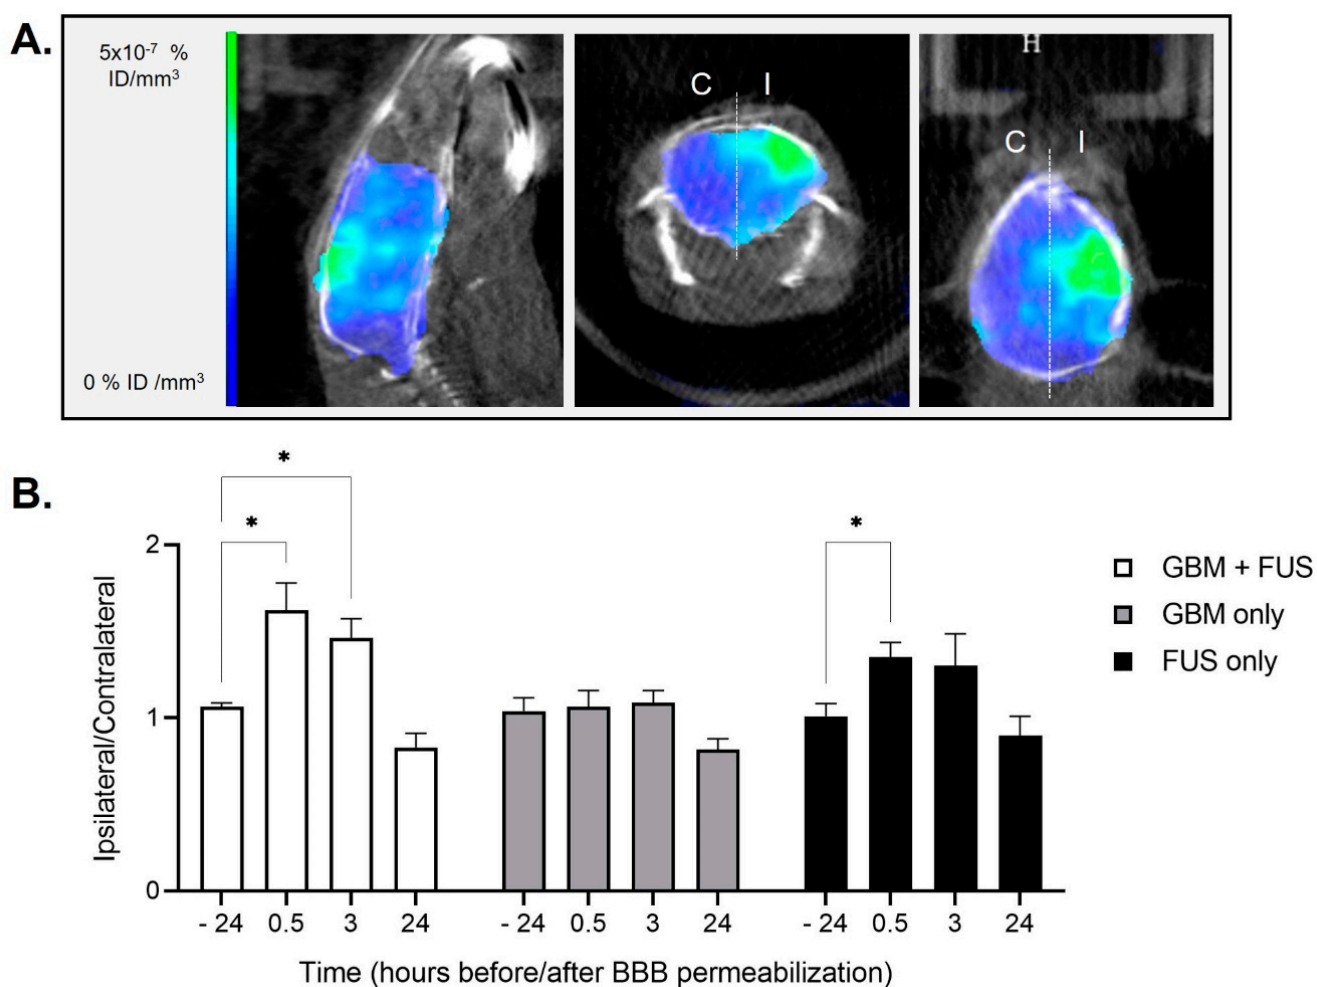 A.
5x10⁻⁷ %
ID/mm³
0 % ID /mm³
C I
H
C I
B.
*
*
*
2
1
0
Ipsilateral/Contralateral
GBM + FUS
GBM only
FUS only
- 24 0.5 3 24 - 24 0.5 3 24 - 24 0.5 3 24
Time (hours before/after BBB permeabilization)